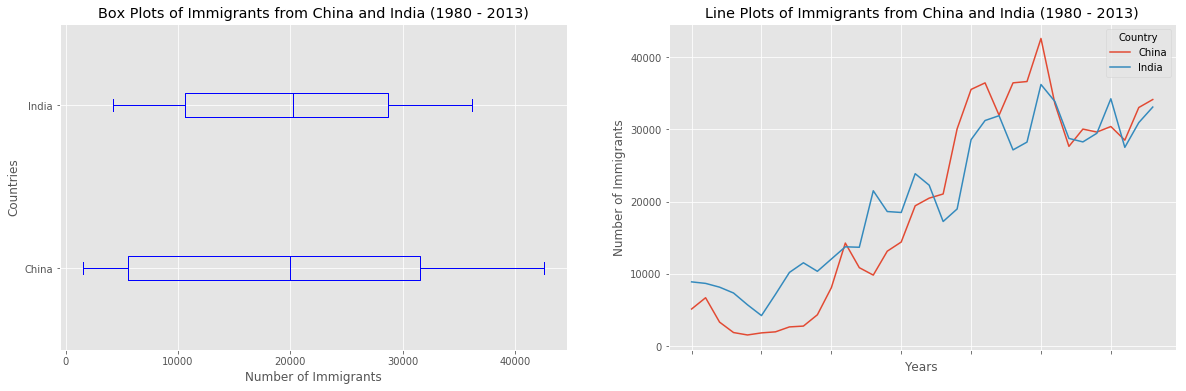 Box Plots of Immigrants from China and India (1980 - 2013)
Countries
India
China
0 10000 20000 30000 40000
Number of Immigrants
Line Plots of Immigrants from China and India (1980 - 2013)
Number of Immigrants
40000
30000
20000
10000
0
Country
China
India
Years